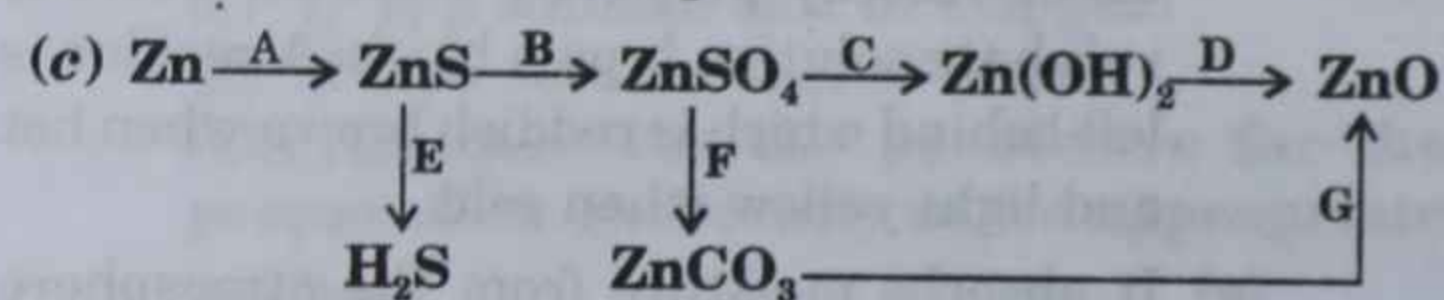 (c) Zn A ZnS B ZnSO₄ C Zn(OH)₂ D ZnO
E F G
H₂S ZnCO₃